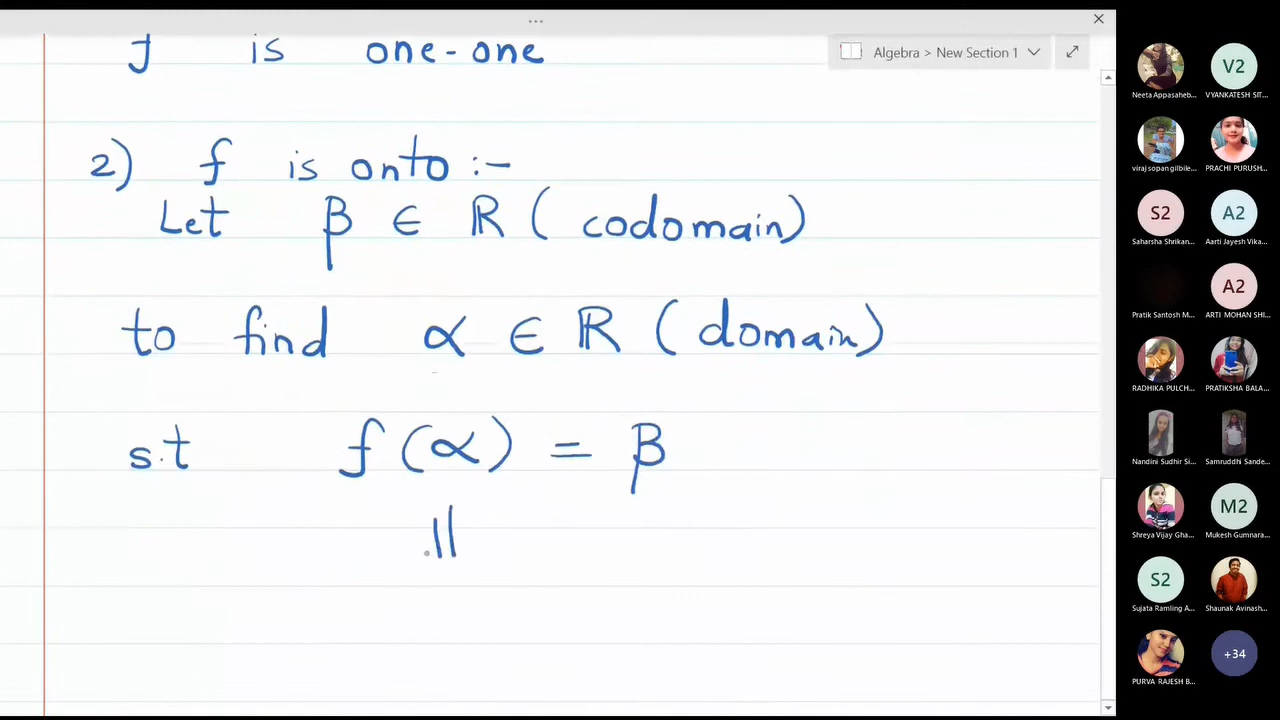 f is one-one
Algebra > New Section 1
2) f is onto :-
Let β ∈ ℝ ( codomain)
to find α ∈ ℝ (domain)
s.t f(α) = β
||
Neeta Appasaheb...
V2
VYANKATESH SIT...
viraj sopan gilbile
PRACHI PURUSH...
S2
Saharsha Shrikan...
A2
Aarti Jayesh Vika...
Pratik Santosh M...
A2
ARTI MOHAN SHI...
RADHIKA PULCH...
PRATIKSHA BALA...
Nandini Sudhir Si...
Samruddhi Sande...
Shreya Vijay Gha...
M2
Mukesh Gumnara...
S2
Sujata Ramling A...
Shaunak Avinash...
PURVA RAJESH B...
+34